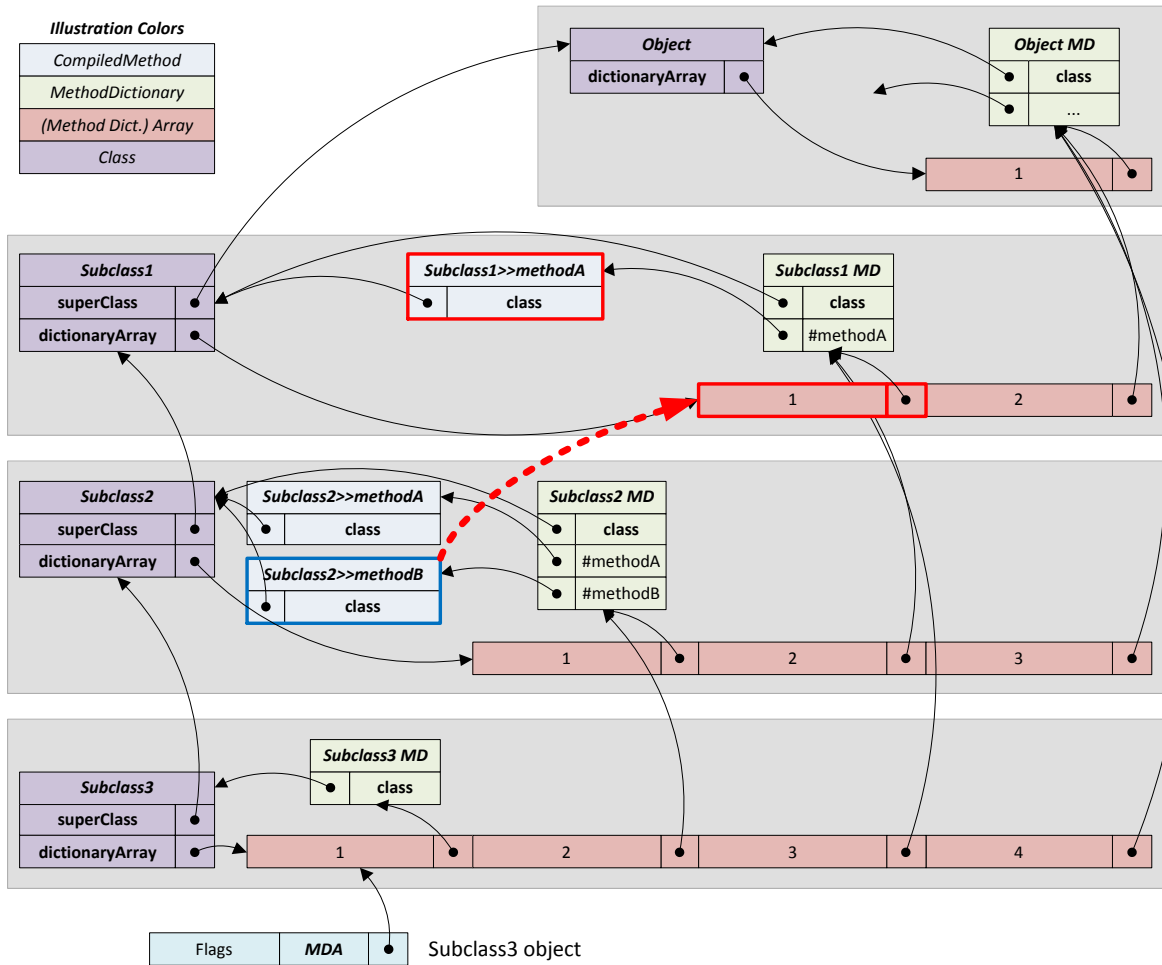 Illustration Colors
CompiledMethod
MethodDictionary
(Method Dict.) Array
Class
Object
dictionaryArray
Object MD
class
...
1
Subclass1
superClass
dictionaryArray
Subclass1>>methodA
class
Subclass1 MD
class
#methodA
1 2
Subclass2
superClass
dictionaryArray
Subclass2>>methodA
class
Subclass2>>methodB
class
Subclass2 MD
class
#methodA
#methodB
1 2 3
Subclass3
superClass
dictionaryArray
Subclass3 MD
class
1 2 3 4
Flags MDA Subclass3 object